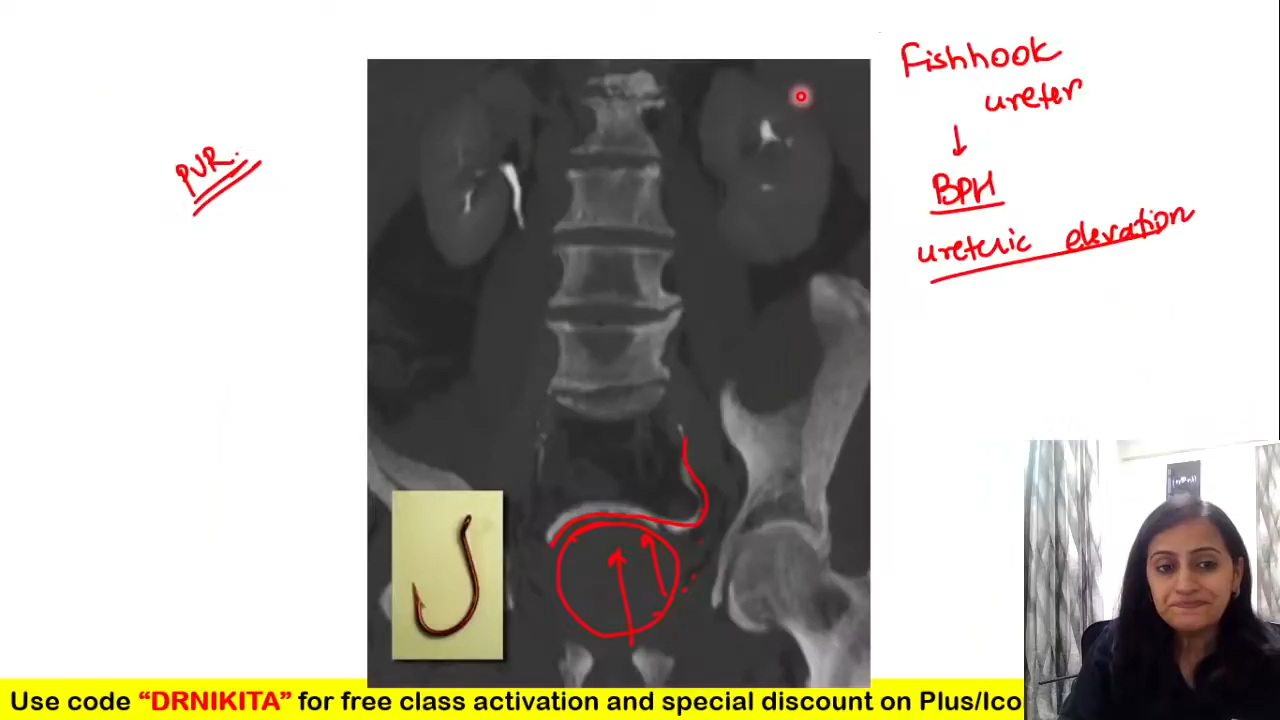 Fishhook
ureter
↓
BPH
ureteric elevation
PVR.
Use code “DRNIKITA” for free class activation and special discount on Plus/Ico